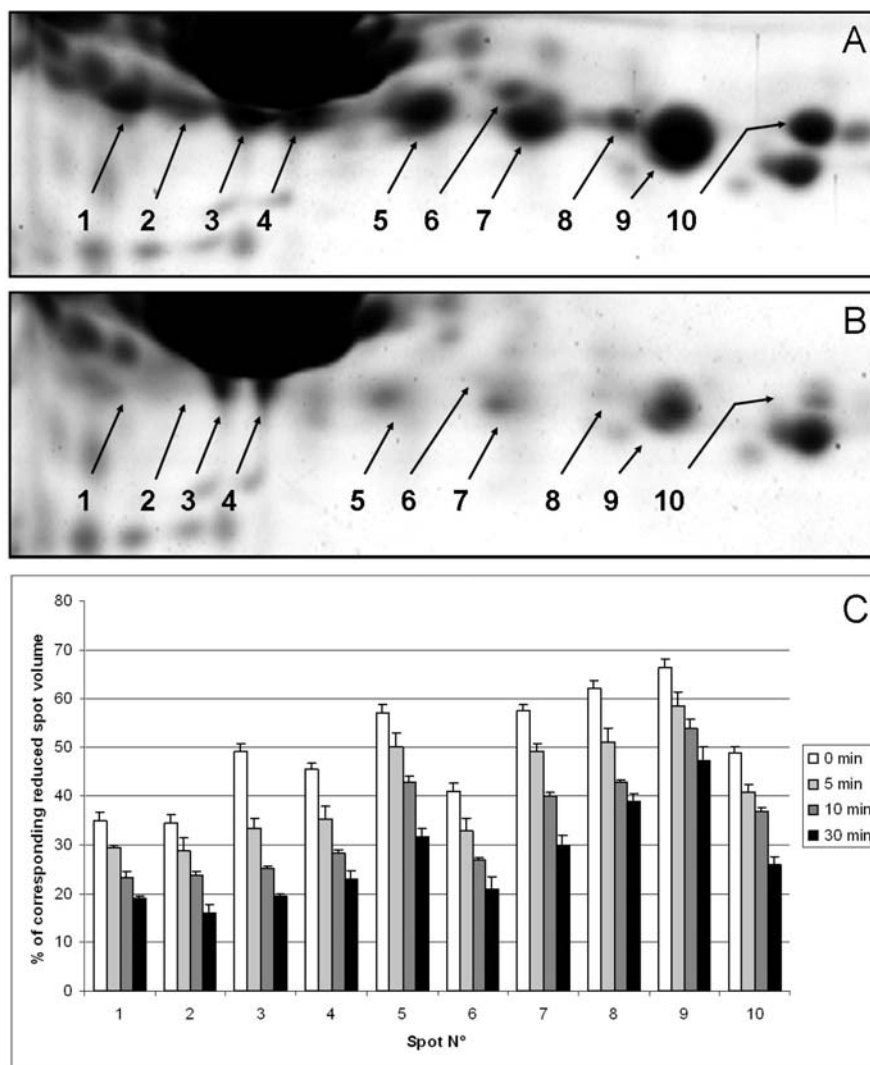 A
1 2 3 4 5 6 7 8 9 10
B
1 2 3 4 5 6 7 8 9 10
C
80
70
60
50
40
30
20
10
0
% of corresponding reduced spot volume
1 2 3 4 5 6 7 8 9 10
Spot N°
0 min
5 min
10 min
30 min